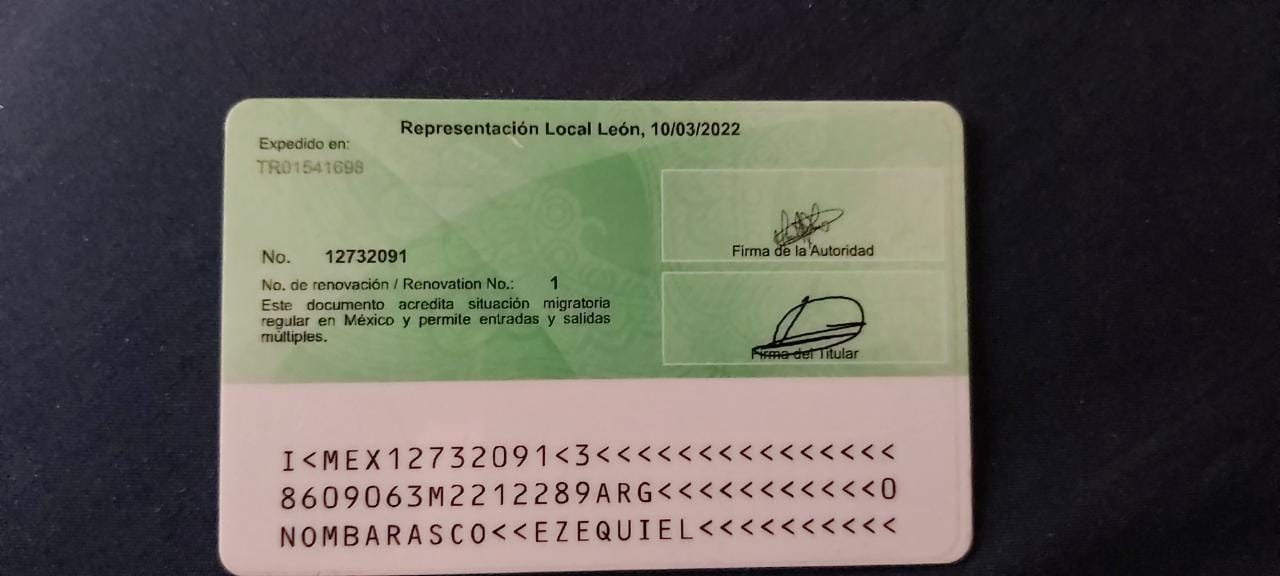 Representación Local León, 10/03/2022
Expedido en:
TR01541698
Firma de la Autoridad
No. 12732091
No. de renovación / Renovation No.: 1
Este documento acredita situación migratoria
regular en México y permite entradas y salidas
múltiples.
Firma del Titular
I<MEX12732091<3<<<<<<<<<<<<<<<
8609063M2212289ARG<<<<<<<<<<<0
NOMBARASCO<<EZEQUIEL<<<<<<<<<<